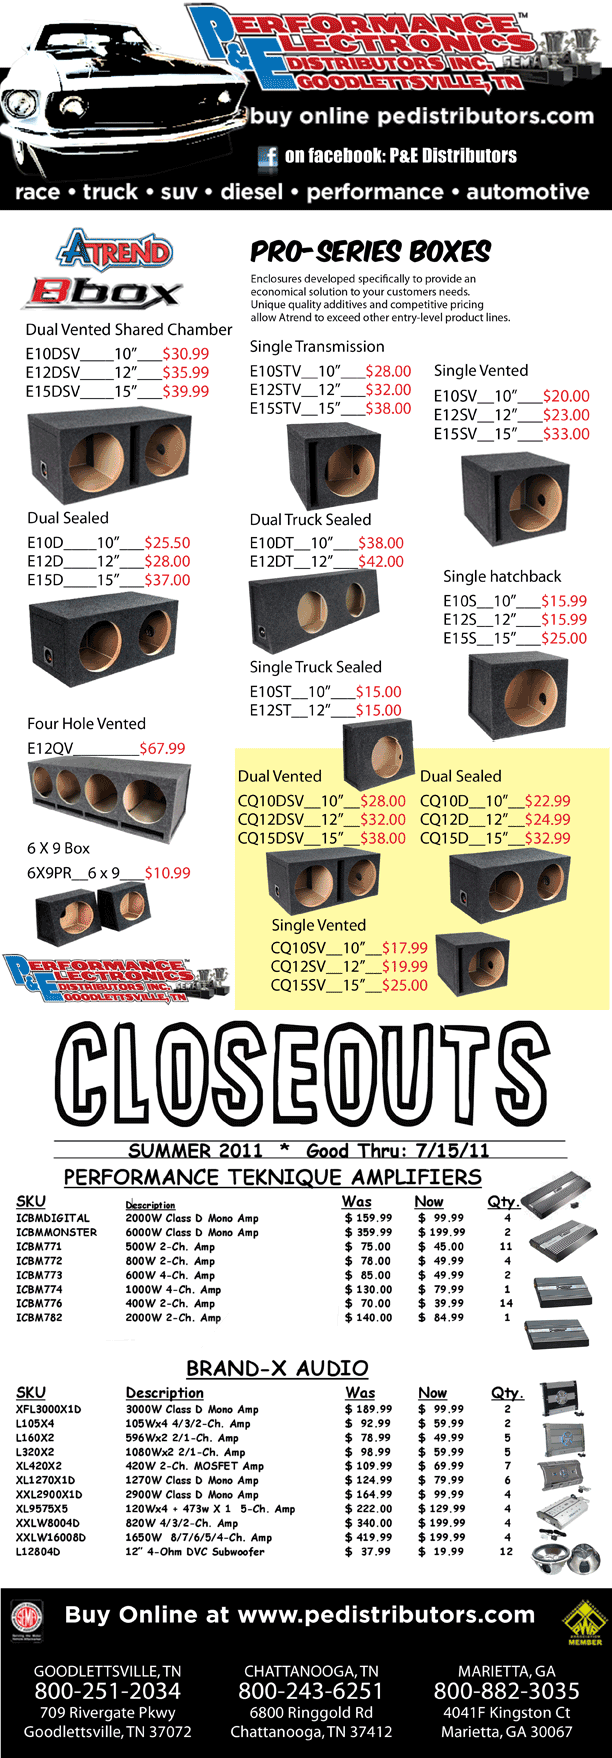 PERFORMANCE
P&E ELECTRONICS
DISTRIBUTORS INC.
GOODLETTSVILLE, TN
SEMA
buy online pedistributors.com
f on facebook: P&E Distributors
race • truck • suv • diesel • performance • automotive
ATREND
Bbox
PRO-SERIES BOXES
Enclosures developed specifically to provide an
economical solution to your customers needs.
Unique quality additives and competitive pricing
allow Atrend to exceed other entry-level product lines.
Dual Vented Shared Chamber
E10DSV____10”___$30.99
E12DSV____12”___$35.99
E15DSV____15”___$39.99
Single Transmission
E10STV__10”___$28.00
E12STV__12”___$32.00
E15STV__15”___$38.00
Single Vented
E10SV__10”___$20.00
E12SV__12”___$23.00
E15SV__15”___$33.00
Dual Sealed
E10D____10”___$25.50
E12D____12”___$28.00
E15D____15”___$37.00
Dual Truck Sealed
E10DT__10”___$38.00
E12DT__12”___$42.00
Single hatchback
E10S__10”___$15.99
E12S__12”___$15.99
E15S__15”___$25.00
Single Truck Sealed
E10ST__10”___$15.00
E12ST__12”___$15.00
Four Hole Vented
E12QV________$67.99
6 X 9 Box
6X9PR__6 x 9___$10.99
Dual Vented
CQ10DSV__10”__$28.00
CQ12DSV__12”__$32.00
CQ15DSV__15”__$38.00
Dual Sealed
CQ10D__10”__$22.99
CQ12D__12”__$24.99
CQ15D__15”__$32.99
Single Vented
CQ10SV__10”__$17.99
CQ12SV__12”__$19.99
CQ15SV__15”__$25.00
PERFORMANCE
P&E ELECTRONICS
DISTRIBUTORS INC.
GOODLETTSVILLE, TN
CLOSEOUTS
SUMMER 2011 * Good Thru: 7/15/11
PERFORMANCE TEKNIQUE AMPLIFIERS
SKU Description Was Now Qty.
ICBMDIGITAL 2000W Class D Mono Amp $ 159.99 $ 99.99 4
ICBMMONSTER 6000W Class D Mono Amp $ 359.99 $ 199.99 2
ICBM771 500W 2-Ch. Amp $ 75.00 $ 45.00 11
ICBM772 800W 2-Ch. Amp $ 78.00 $ 49.99 4
ICBM773 600W 4-Ch. Amp $ 85.00 $ 49.99 2
ICBM774 1000W 4-Ch. Amp $ 130.00 $ 79.99 1
ICBM776 400W 2-Ch. Amp $ 70.00 $ 39.99 14
ICBM782 2000W 2-Ch. Amp $ 140.00 $ 84.99 1
BRAND-X AUDIO
SKU Description Was Now Qty.
XFL3000X1D 3000W Class D Mono Amp $ 189.99 $ 99.99 2
L105X4 105Wx4 4/3/2-Ch. Amp $ 92.99 $ 59.99 2
L160X2 596Wx2 2/1-Ch. Amp $ 78.99 $ 49.99 5
L320X2 1080Wx2 2/1-Ch. Amp $ 98.99 $ 59.99 5
XL420X2 420W 2-Ch. MOSFET Amp $ 109.99 $ 69.99 7
XL1270X1D 1270W Class D Mono Amp $ 124.99 $ 79.99 6
XXL2900X1D 2900W Class D Mono Amp $ 164.99 $ 99.99 4
XL9575X5 120Wx4 + 473w X 1 5-Ch. Amp $ 222.00 $ 129.99 4
XXLW8004D 820W 4/3/2-Ch. Amp $ 340.00 $ 199.99 4
XXLW16008D 1650W 8/7/6/5/4-Ch. Amp $ 419.99 $ 199.99 4
L12804D 12” 4-Ohm DVC Subwoofer $ 37.99 $ 19.99 12
SEMA
Buy Online at www.pedistributors.com
PWA
MEMBER
GOODLETTSVILLE, TN
800-251-2034
709 Rivergate Pkwy
Goodlettsville, TN 37072
CHATTANOOGA, TN
800-243-6251
6800 Ringgold Rd
Chattanooga, TN 37412
MARIETTA, GA
800-882-3035
4041F Kingston Ct
Marietta, GA 30067